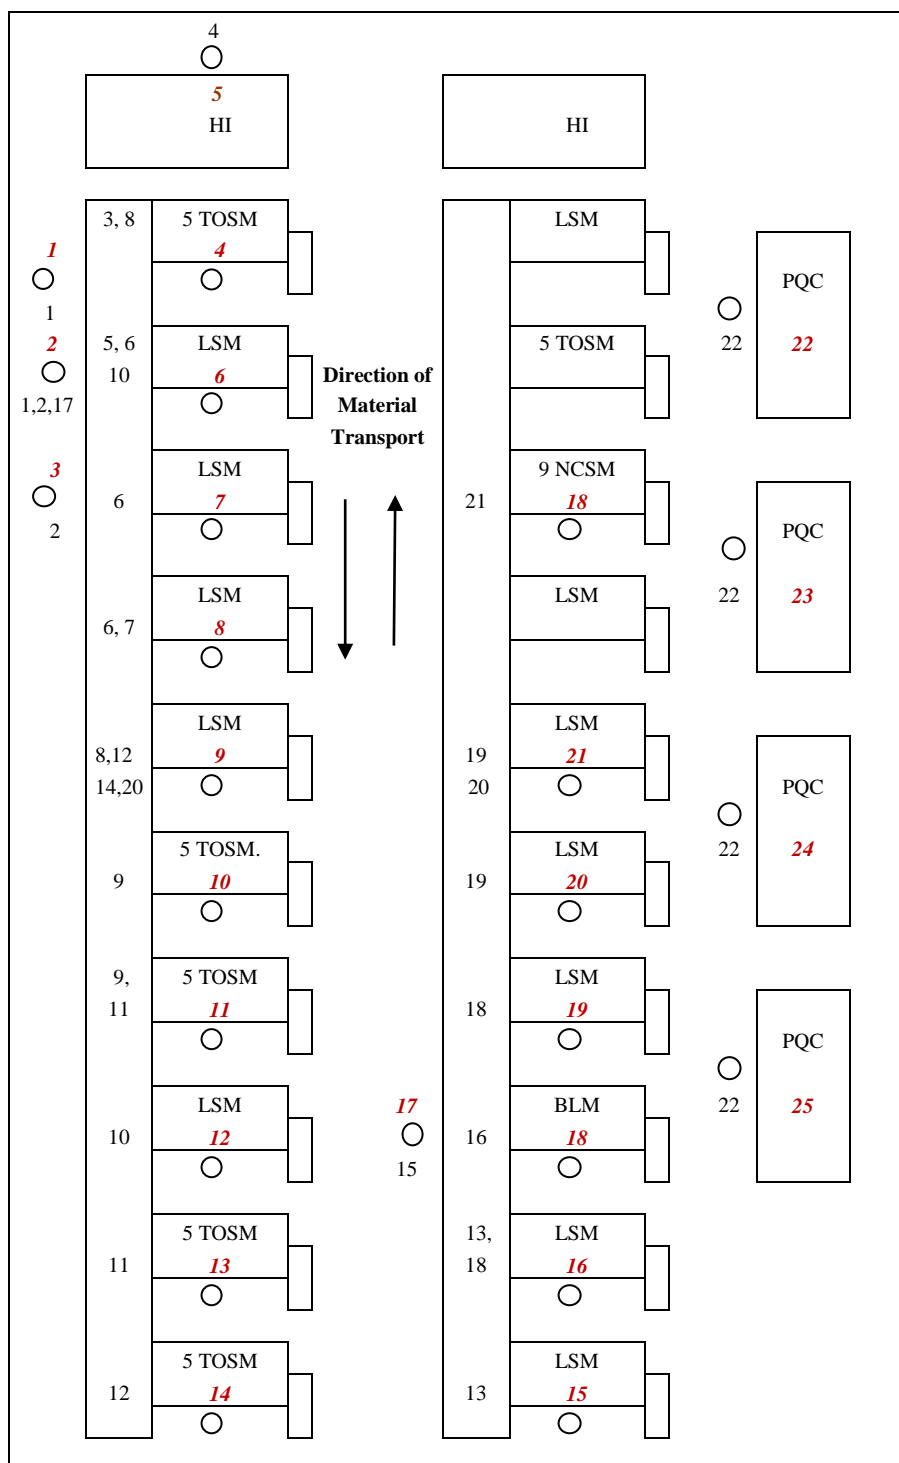 4
5
HI
HI
3, 8
5 TOSM
4
LSM
1
1
PQC
22
22
2
1,2,17
5, 6
10
LSM
6
Direction of
Material
Transport
5 TOSM
3
2
6
LSM
7
21
9 NCSM
18
PQC
22
23
6, 7
LSM
8
LSM
8,12
14,20
LSM
9
19
20
LSM
21
PQC
22
24
9
5 TOSM.
10
19
LSM
20
9,
11
5 TOSM
11
18
LSM
19
PQC
22
25
10
LSM
12
17
15
16
BLM
18
11
5 TOSM
13
13,
18
LSM
16
12
5 TOSM
14
13
LSM
15